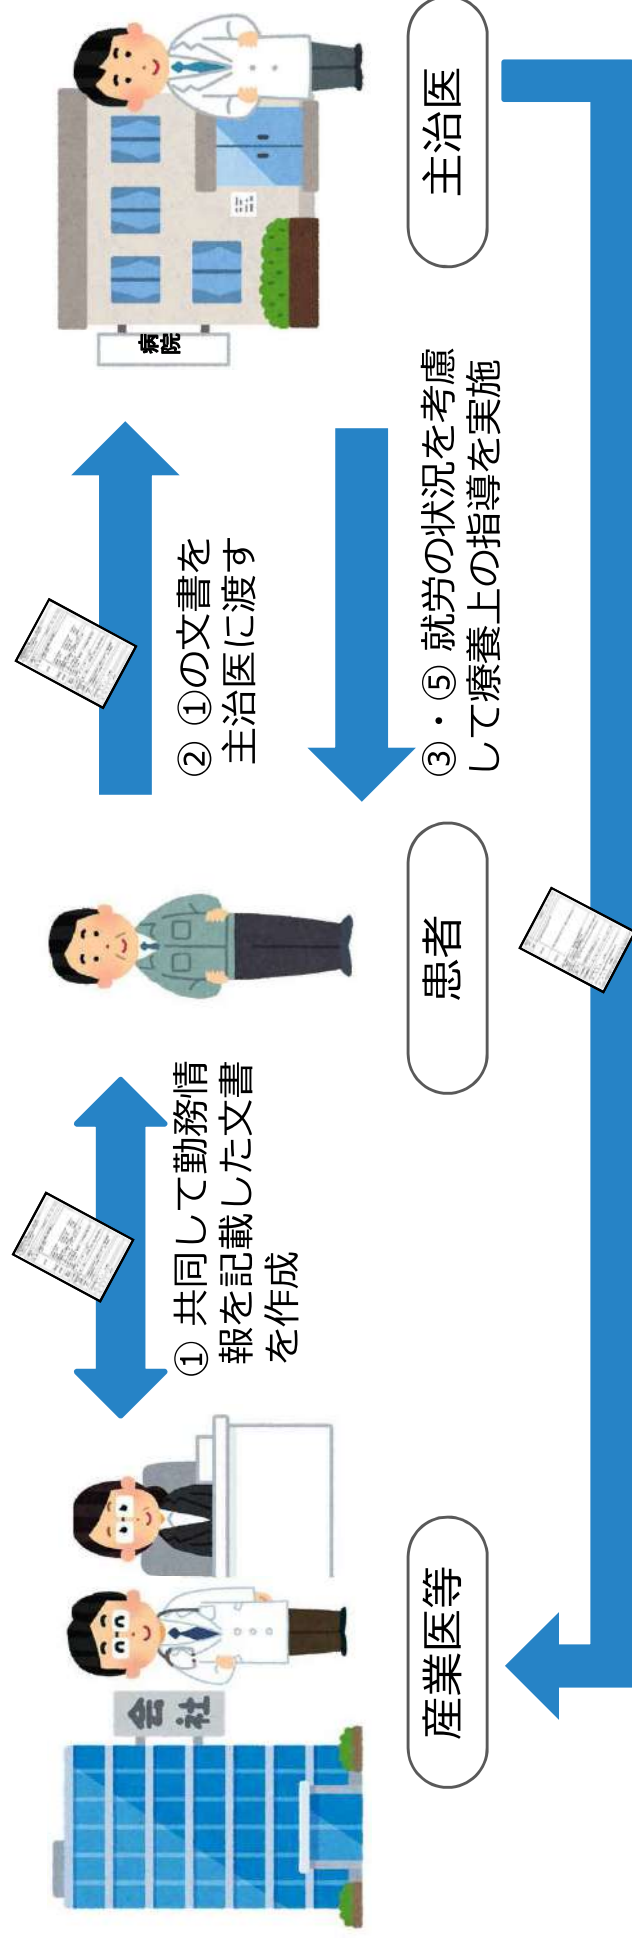 会社
産業医等
① 共同して勤務情
報を記載した文書
を作成
患者
② ①の文書を
主治医に渡す
③・⑤ 就労の状況を考慮
して療養上の指導を実施
病院
主治医